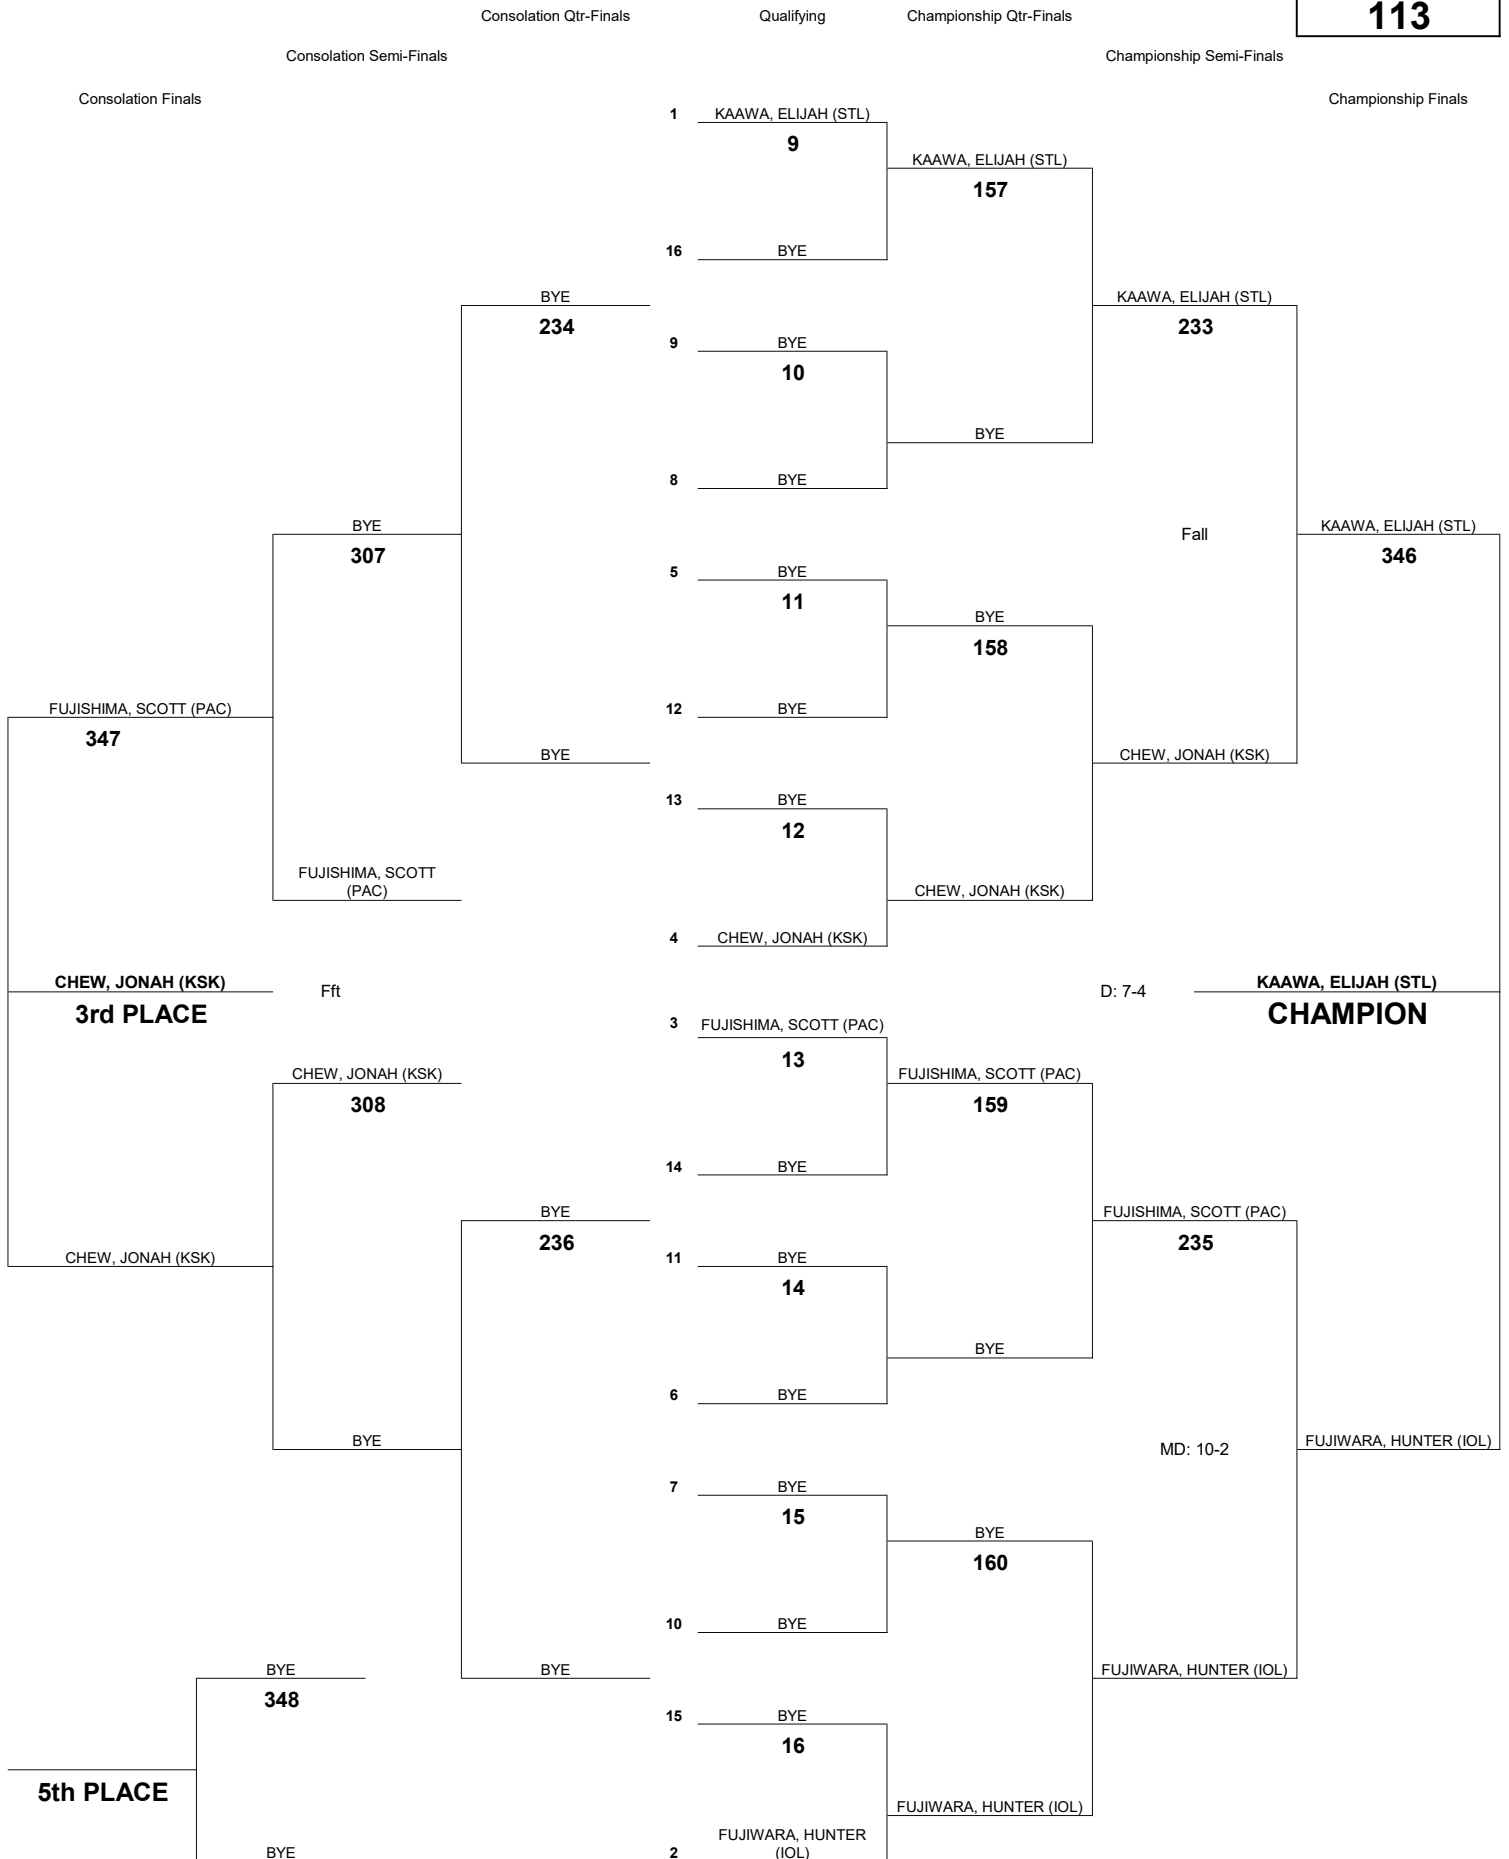 Consolation Qtr-Finals Qualifying Championship Qtr-Finals 113
Consolation Semi-Finals Championship Semi-Finals
Consolation Finals Championship Finals
1 KAAWA, ELIJAH (STL)
9
KAAWA, ELIJAH (STL)
157
16 BYE
BYE KAAWA, ELIJAH (STL)
234 233
9 BYE
10
BYE
8 BYE
BYE Fall KAAWA, ELIJAH (STL)
307 346
5 BYE
11
BYE
158
FUJISHIMA, SCOTT (PAC) 12 BYE
347
BYE CHEW, JONAH (KSK)
13 BYE
12
FUJISHIMA, SCOTT
(PAC) CHEW, JONAH (KSK)
4 CHEW, JONAH (KSK)
CHEW, JONAH (KSK) Fft D: 7-4 KAAWA, ELIJAH (STL)
3rd PLACE CHAMPION
3 FUJISHIMA, SCOTT (PAC)
13
CHEW, JONAH (KSK) FUJISHIMA, SCOTT (PAC)
308 159
14 BYE
BYE FUJISHIMA, SCOTT (PAC)
236 235
CHEW, JONAH (KSK) 11 BYE
14
BYE
6 BYE
BYE MD: 10-2 FUJIWARA, HUNTER (IOL)
7 BYE
15
BYE
160
10 BYE
BYE BYE FUJIWARA, HUNTER (IOL)
348
15 BYE
16
5th PLACE
FUJIWARA, HUNTER (IOL)
FUJIWARA, HUNTER
BYE 2 (IOL)